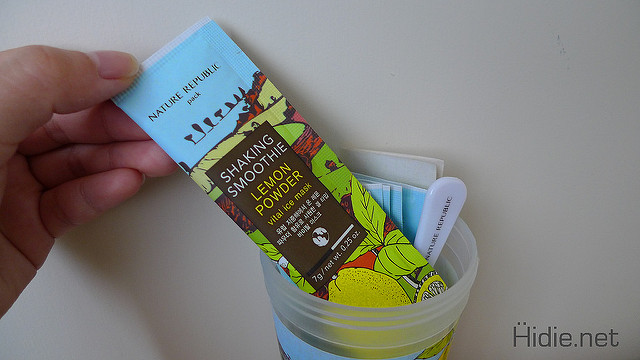 NATURE REPUBLIC
pack
SHAKING
SMOOTHIE
LEMON
POWDER
vital ice mask
7g/net wt. 0.25 oz.
NATURE REPUBLIC
Hidie.net